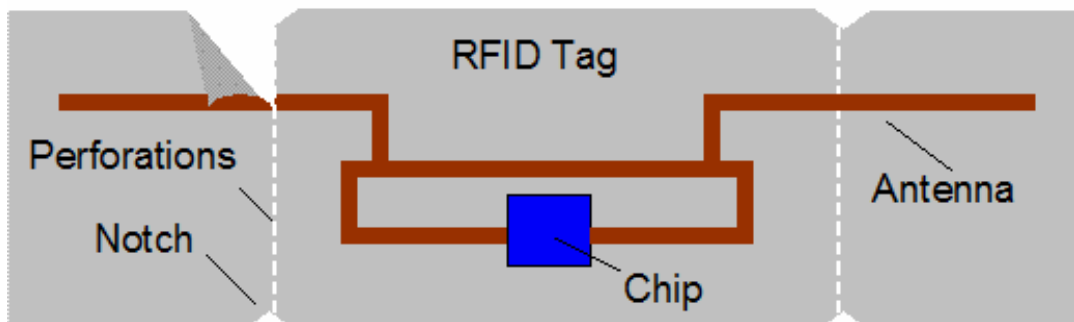 RFID Tag
Perforations
Antenna
Notch
Chip